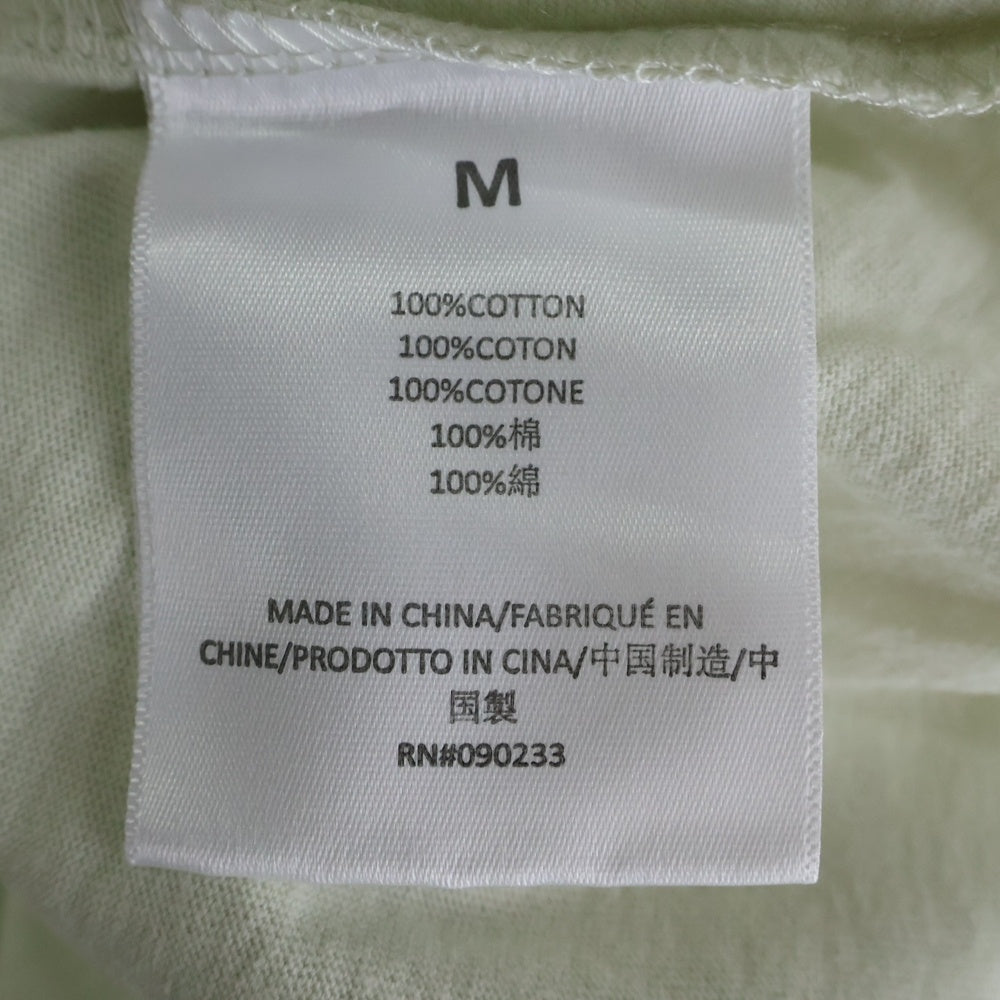 M
100%COTTON
100%COTON
100%COTONE
100%棉
100%綿
MADE IN CHINA/FABRIQUÉ EN
CHINE/PRODOTTO IN CINA/中国制造/中
国製
RN#090233